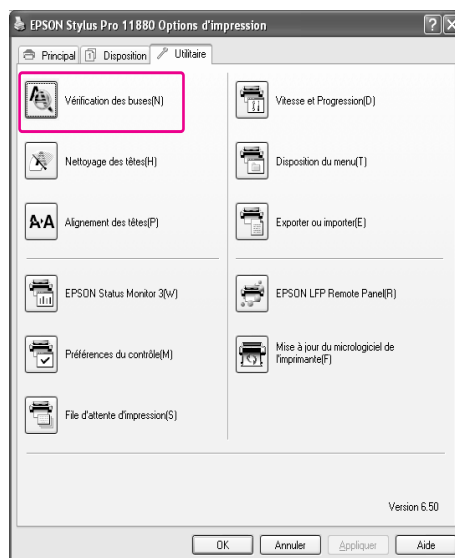 EPSON Stylus Pro 11880 Options d'impression
Principal
Disposition
Utilitaire
Vérification des buses(N)
Vitesse et Progression(D)
Nettoyage des têtes(H)
Disposition du menu(T)
A·A
Alignement des têtes(P)
Exporter ou importer(E)
EPSON Status Monitor 3(W)
EPSON LFP Remote Panel(R)
Préférences du contrôle(M)
Mise à jour du micrologiciel de
l'imprimante(F)
File d'attente d'impression(S)
Version 6.50
OK
Annuler
Appliquer
Aide